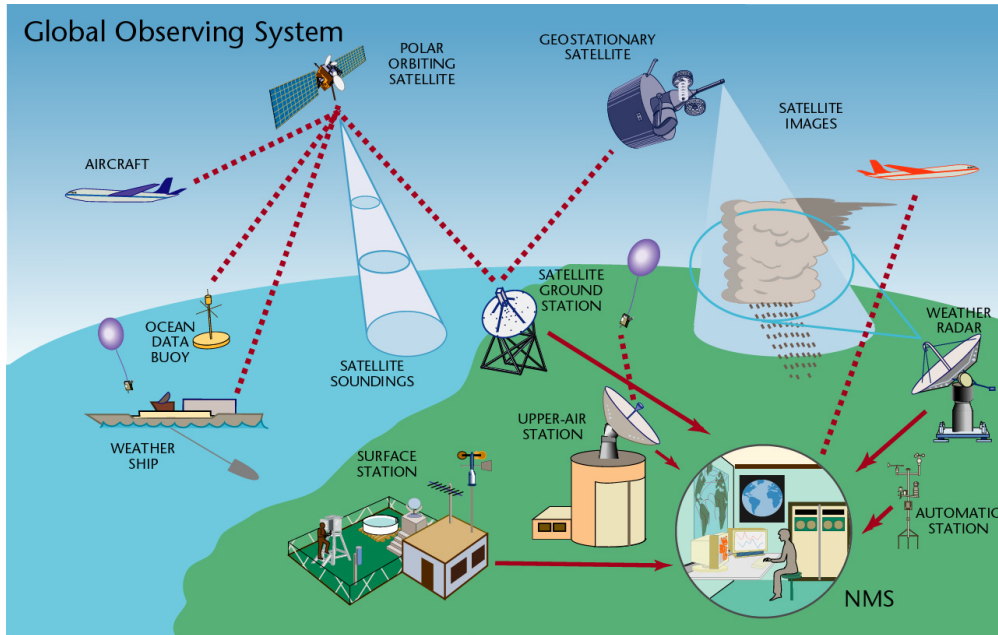 Global Observing System
POLAR
ORBITING
SATELLITE
GEOSTATIONARY
SATELLITE
SATELLITE
IMAGES
AIRCRAFT
SATELLITE
GROUND
STATION
OCEAN
DATA
BUOY
WEATHER
RADAR
SATELLITE
SOUNDINGS
UPPER-AIR
STATION
WEATHER
SHIP
SURFACE
STATION
AUTOMATIC
STATION
NMS